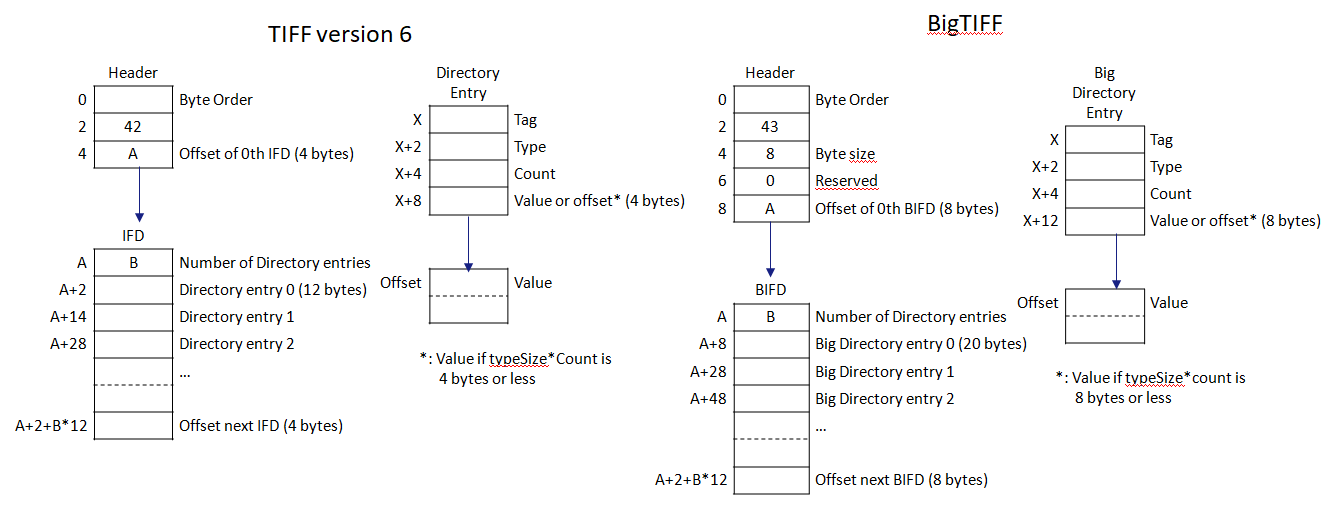 TIFF version 6
Header
0 Byte Order
2 42
4 A Offset of 0th IFD (4 bytes)
IFD
A B Number of Directory entries
A+2 Directory entry 0 (12 bytes)
A+14 Directory entry 1
A+28 Directory entry 2
...
A+2+B*12 Offset next IFD (4 bytes)
Directory
Entry
X Tag
X+2 Type
X+4 Count
X+8 Value or offset* (4 bytes)
Offset Value
*: Value if typeSize*Count is
4 bytes or less
BigTIFF
Header
0 Byte Order
2 43
4 8 Byte size
6 0 Reserved
8 A Offset of 0th BIFD (8 bytes)
BIFD
A B Number of Directory entries
A+8 Big Directory entry 0 (20 bytes)
A+28 Big Directory entry 1
A+48 Big Directory entry 2
...
A+2+B*12 Offset next BIFD (8 bytes)
Big
Directory
Entry
X Tag
X+2 Type
X+4 Count
X+12 Value or offset* (8 bytes)
Offset Value
*: Value if typeSize*count is
8 bytes or less